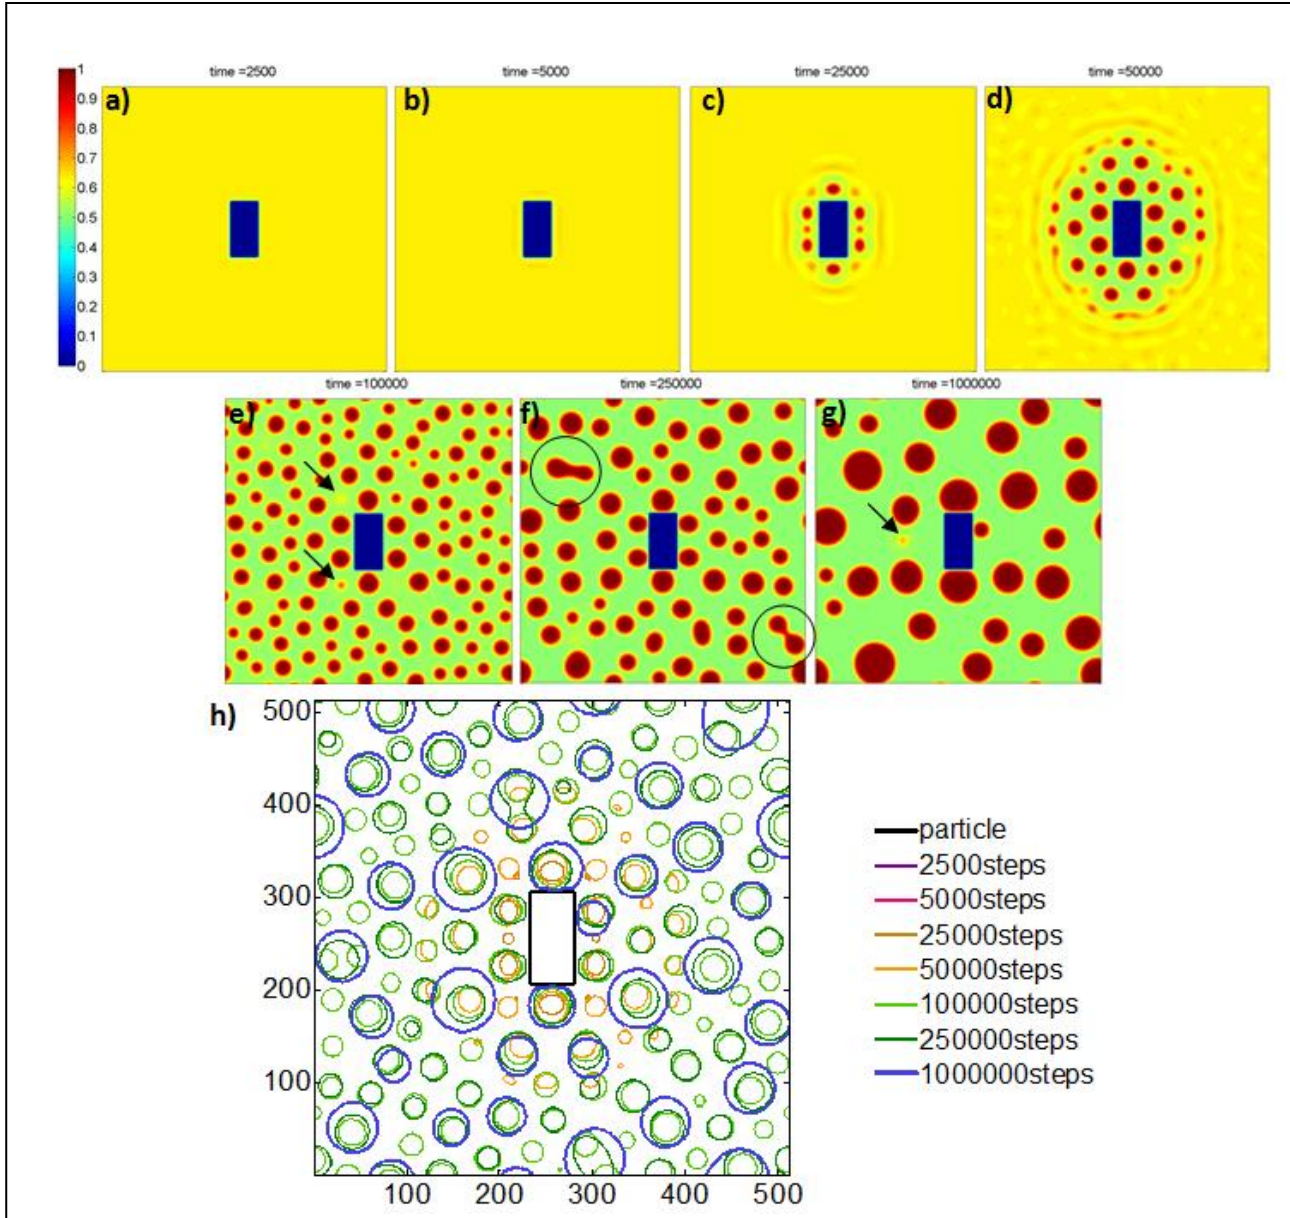 time =2500 time =5000 time =25000 time =50000
a) b) c) d)
1
0.9
0.8
0.7
0.6
0.5
0.4
0.3
0.2
0.1
0
time =100000 time =250000 time =1000000
e) f) g)
h)
500
400
300
200
100
100 200 300 400 500
particle
2500steps
5000steps
25000steps
50000steps
100000steps
250000steps
1000000steps